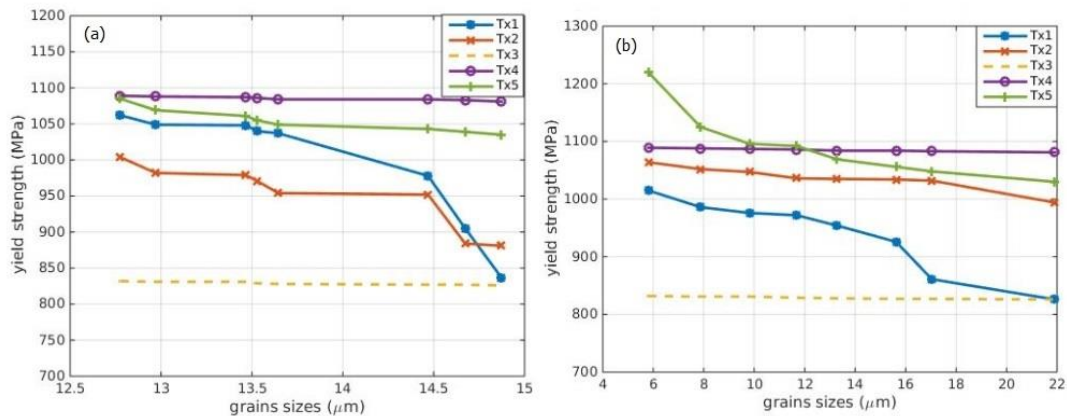 (a)
Tx1
Tx2
Tx3
Tx4
Tx5
1200
1150
1100
1050
1000
950
900
850
800
750
700
yield strength (MPa)
12.5 13 13.5 14 14.5 15
grains sizes (μm)
(b)
Tx1
Tx2
Tx3
Tx4
Tx5
1300
1200
1100
1000
900
800
700
yield strength (MPa)
4 6 8 10 12 14 16 18 20 22
grains sizes (μm)